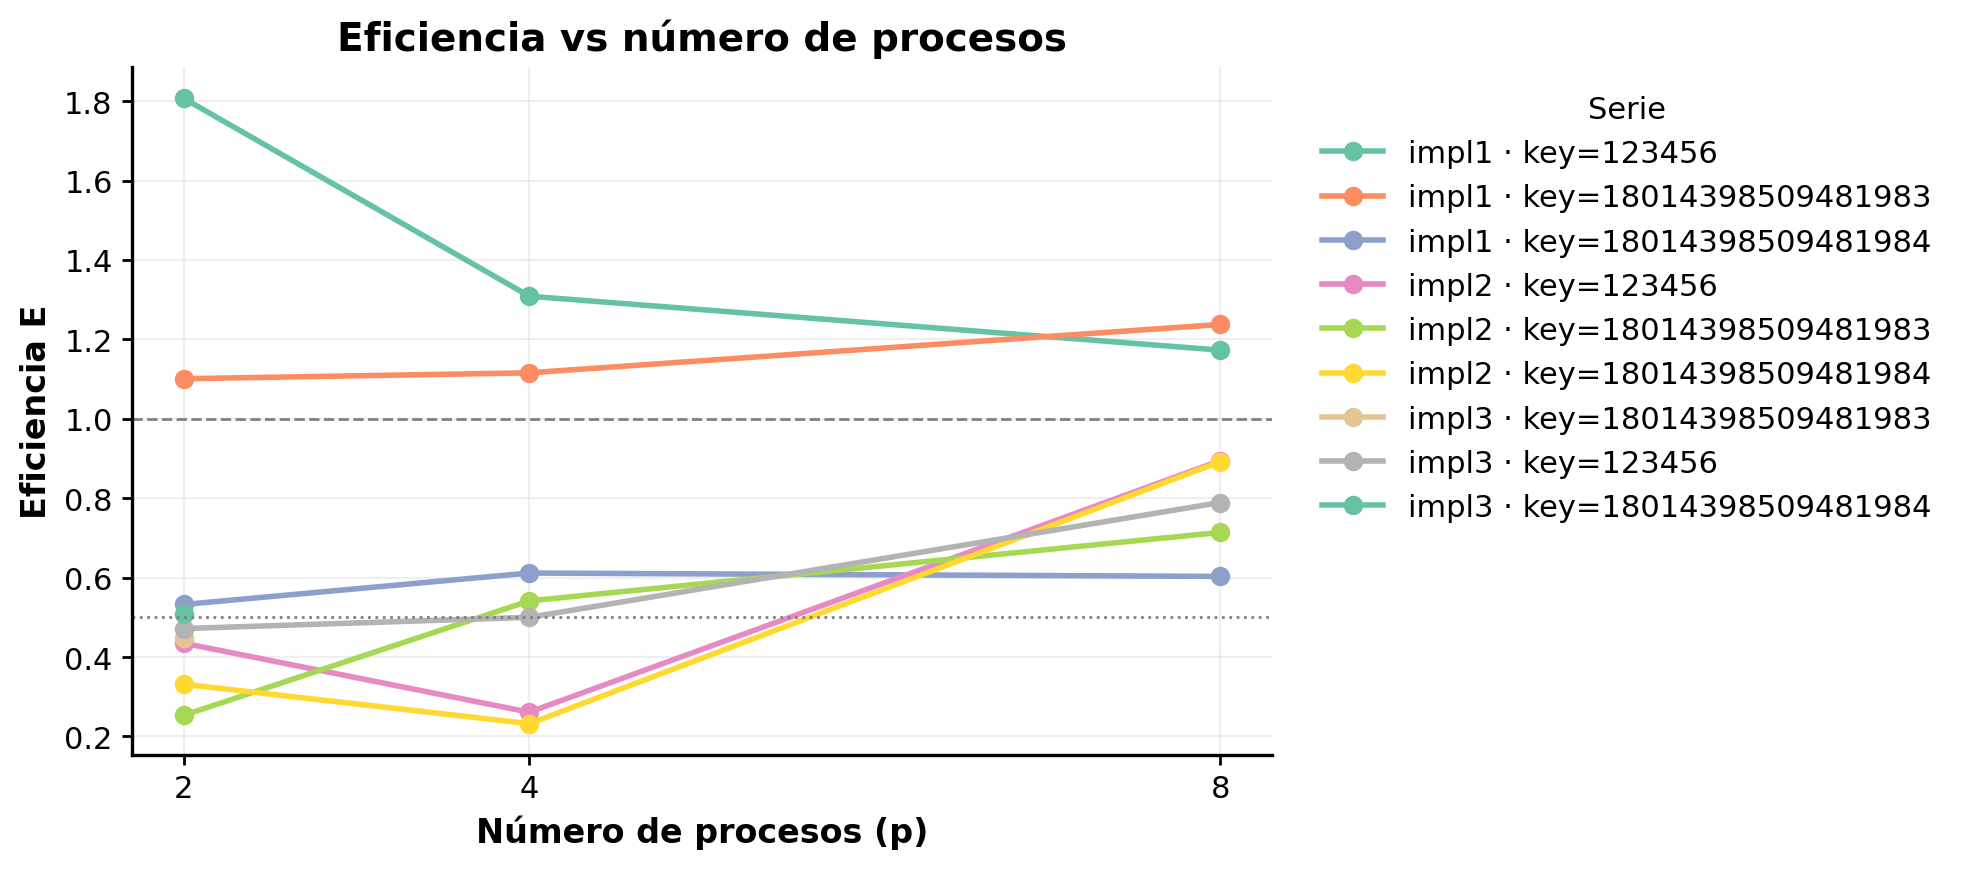 Eficiencia vs número de procesos
Eficiencia E
1.8
1.6
1.4
1.2
1.0
0.8
0.6
0.4
0.2
2
4
8
Número de procesos (p)
Serie
impl1 · key=123456
impl1 · key=18014398509481983
impl1 · key=18014398509481984
impl2 · key=123456
impl2 · key=18014398509481983
impl2 · key=18014398509481984
impl3 · key=18014398509481983
impl3 · key=123456
impl3 · key=18014398509481984